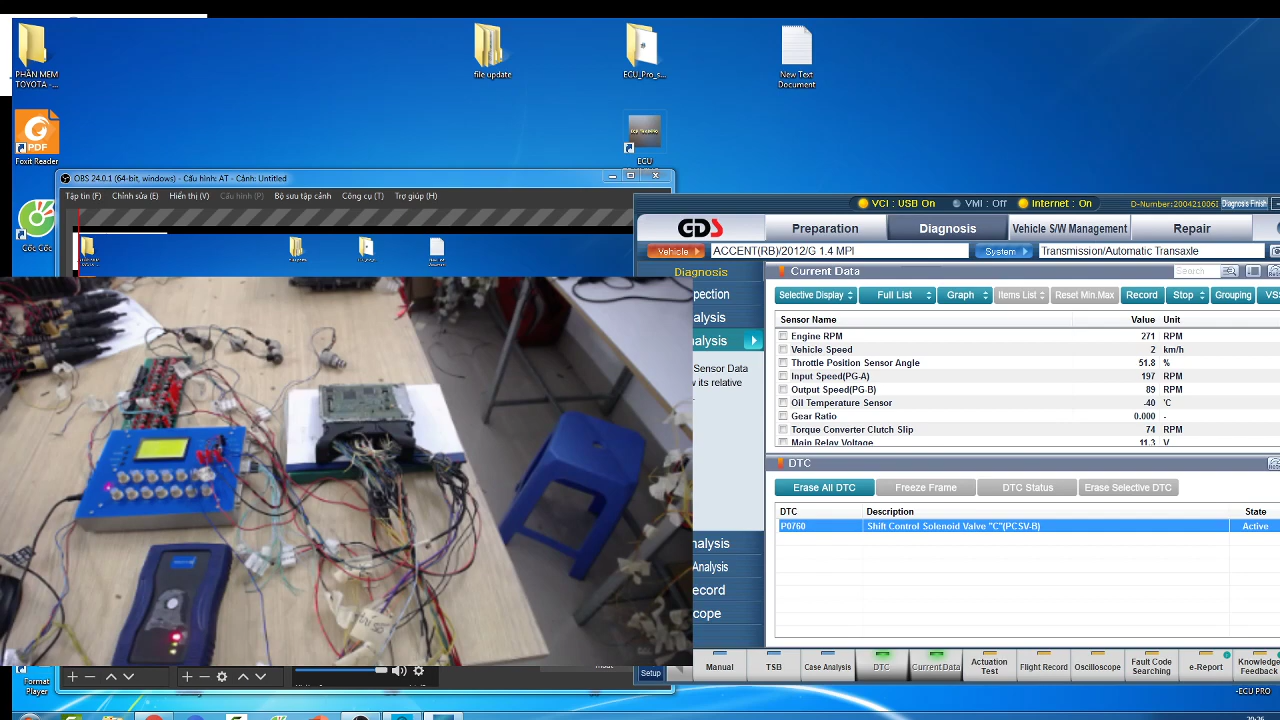 PHẦN MEM
TOYOTA -...
file update
ECU_Pro_s...
New Text
Document
PDF
Foxit Reader
ECU
Cốc Cốc
OBS 24.0.1 (64-bit, windows) - Cấu hình: AT - Cảnh: Untitled
Tập tin (F) Chỉnh sửa (E) Hiển thị (V) Cấu hình (P) Bộ sưu tập cảnh Công cụ (T) Trợ giúp (H)
VCI : USB On VMI : Off Internet : On
Diagnosis Finish
GDS Preparation Diagnosis Vehicle S/W Management Repair
Vehicle ACCENT(RB)/2012/G 1.4 MPI System Transmission/Automatic Transaxle
Diagnosis
pection
alysis
alysis
Sensor Data
w its relative
Current Data Search
Selective Display Full List Graph Items List Reset Min.Max Record Stop Grouping VSS
Sensor Name Value Unit
Engine RPM 271 RPM
Vehicle Speed 2 km/h
Throttle Position Sensor Angle 51.8 %
Input Speed(PG-A) 197 RPM
Output Speed(PG-B) 89 RPM
Oil Temperature Sensor -40 'C
Gear Ratio 0.000 -
Torque Converter Clutch Slip 74 RPM
Main Relay Voltage 11.3 V
DTC
Erase All DTC Freeze Frame DTC Status Erase Selective DTC
DTC Description State
P0760 Shift Control Solenoid Valve "C"(PCSV-B) Active
nalysis
Analysis
ecord
cope
Setup
Manual TSB Case Analysis DTC Current Data Actuation Test Flight Record Oscilloscope Fault Code Searching e-Report Knowledge Feedback
Format
Player
-ECU PRO